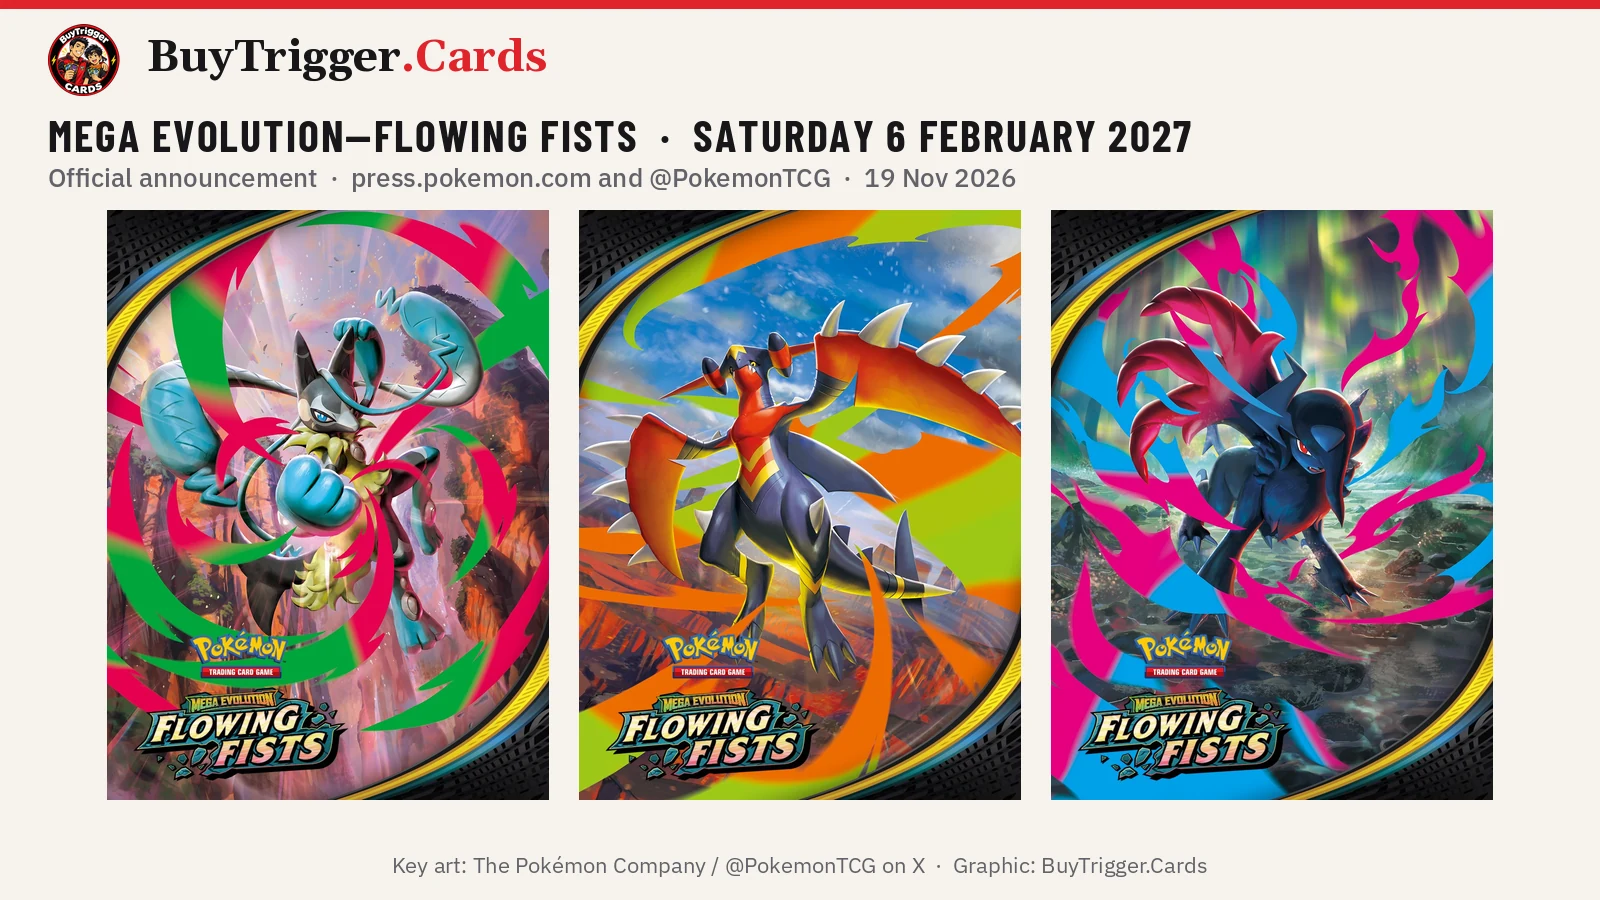 BuyTrigger
CARDS
BuyTrigger.Cards
MEGA EVOLUTION—FLOWING FISTS · SATURDAY 6 FEBRUARY 2027
Official announcement · press.pokemon.com and @PokemonTCG · 19 Nov 2026
Pokémon
TRADING CARD GAME
MEGA EVOLUTION
FLOWING
FISTS
Pokémon
TRADING CARD GAME
MEGA EVOLUTION
FLOWING
FISTS
Pokémon
TRADING CARD GAME
MEGA EVOLUTION
FLOWING
FISTS
Key art: The Pokémon Company / @PokemonTCG on X · Graphic: BuyTrigger.Cards